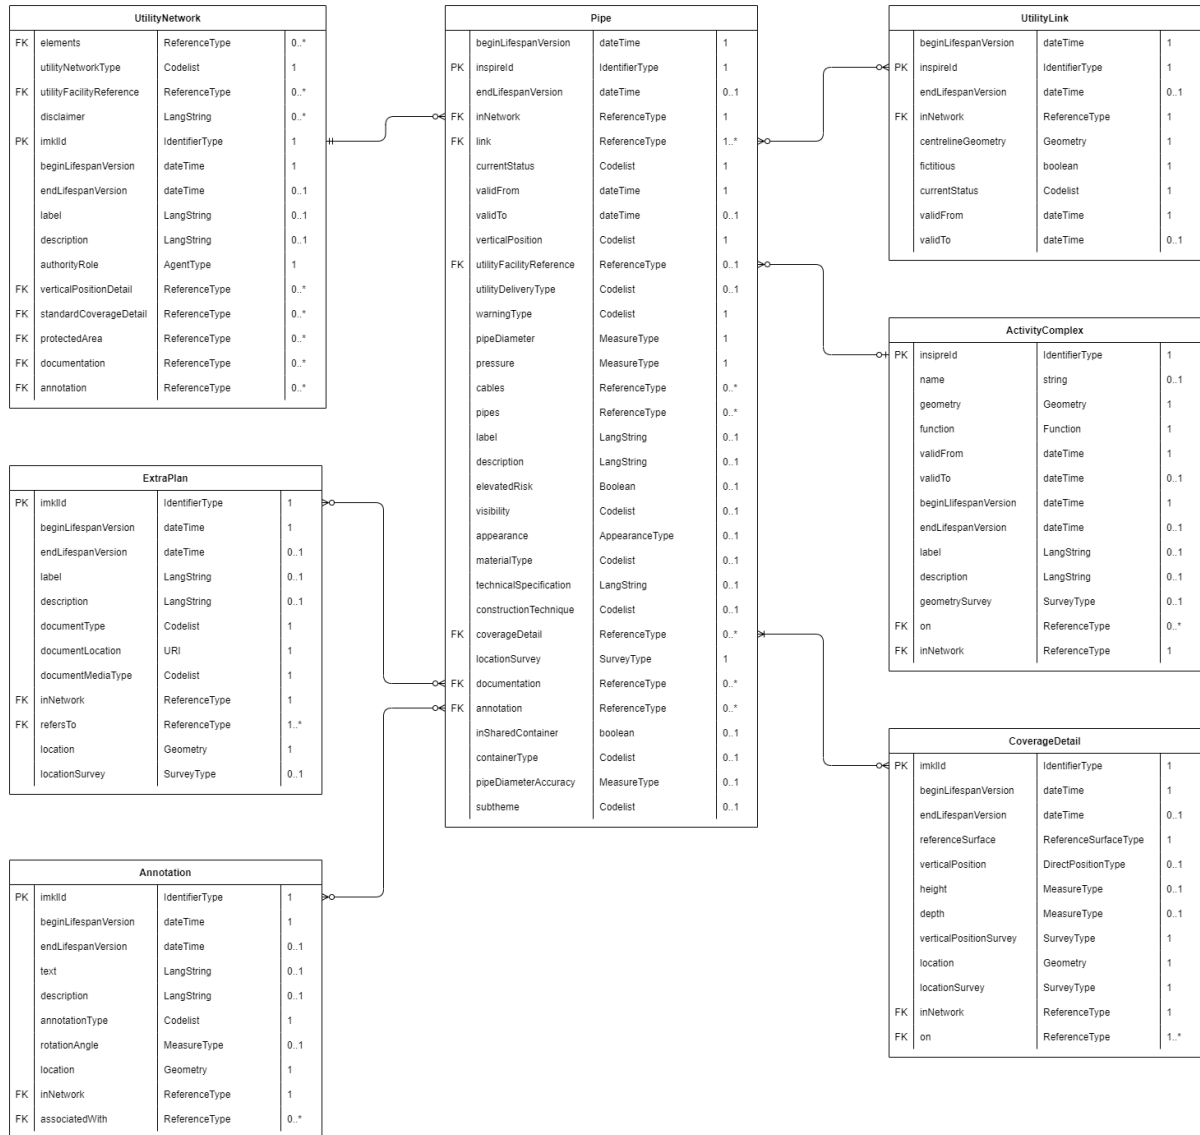 UtilityNetwork
FK elements ReferenceType 0..*
utilityNetworkType Codelist 1
FK utilityFacilityReference ReferenceType 0..*
disclaimer LangString 0..*
PK imklId IdentifierType 1
beginLifespanVersion dateTime 1
endLifespanVersion dateTime 0..1
label LangString 0..1
description LangString 0..1
authorityRole AgentType 1
FK verticalPositionDetail ReferenceType 0..*
FK standardCoverageDetail ReferenceType 0..*
FK protectedArea ReferenceType 0..*
FK documentation ReferenceType 0..*
FK annotation ReferenceType 0..*
ExtraPlan
PK imklId IdentifierType 1
beginLifespanVersion dateTime 1
endLifespanVersion dateTime 0..1
label LangString 0..1
description LangString 0..1
documentType Codelist 1
documentLocation URI 1
documentMediaType Codelist 1
FK inNetwork ReferenceType 1
FK refersTo ReferenceType 1..*
location Geometry 1
locationSurvey SurveyType 0..1
Annotation
PK imklId IdentifierType 1
beginLifespanVersion dateTime 1
endLifespanVersion dateTime 0..1
text LangString 0..1
description LangString 0..1
annotationType Codelist 1
rotationAngle MeasureType 0..1
location Geometry 1
FK inNetwork ReferenceType 1
FK associatedWith ReferenceType 0..*
Pipe
beginLifespanVersion dateTime 1
PK inspireId IdentifierType 1
endLifespanVersion dateTime 0..1
FK inNetwork ReferenceType 1
FK link ReferenceType 1..*
currentStatus Codelist 1
validFrom dateTime 1
validTo dateTime 0..1
verticalPosition Codelist 1
FK utilityFacilityReference ReferenceType 0..1
utilityDeliveryType Codelist 0..1
warningType Codelist 1
pipeDiameter MeasureType 1
pressure MeasureType 1
cables ReferenceType 0..*
pipes ReferenceType 0..*
label LangString 0..1
description LangString 0..1
elevatedRisk Boolean 0..1
visibility Codelist 0..1
appearance AppearanceType 0..1
materialType Codelist 0..1
technicalSpecification LangString 0..1
constructionTechnique Codelist 0..1
FK coverageDetail ReferenceType 0..*
locationSurvey SurveyType 1
FK documentation ReferenceType 0..*
FK annotation ReferenceType 0..*
inSharedContainer boolean 0..1
containerType Codelist 0..1
pipeDiameterAccuracy MeasureType 0..1
subtheme Codelist 0..1
UtilityLink
beginLifespanVersion dateTime 1
PK inspireId IdentifierType 1
endLifespanVersion dateTime 0..1
FK inNetwork ReferenceType 1
centrelineGeometry Geometry 1
fictitious boolean 1
currentStatus Codelist 1
validFrom dateTime 1
validTo dateTime 0..1
ActivityComplex
PK insipreId IdentifierType 1
name string 0..1
geometry Geometry 1
function Function 1
validFrom dateTime 1
validTo dateTime 0..1
beginLlifespanVersion dateTime 1
endLifespanVersion dateTime 0..1
label LangString 0..1
description LangString 0..1
geometrySurvey SurveyType 0..1
FK on ReferenceType 0..*
FK inNetwork ReferenceType 1
CoverageDetail
PK imklId IdentifierType 1
beginLifespanVersion dateTime 1
endLifespanVersion dateTime 0..1
referenceSurface ReferenceSurfaceType 1
verticalPosition DirectPositionType 0..1
height MeasureType 0..1
depth MeasureType 0..1
verticalPositionSurvey SurveyType 1
location Geometry 1
locationSurvey SurveyType 1
FK inNetwork ReferenceType 1
FK on ReferenceType 1..*